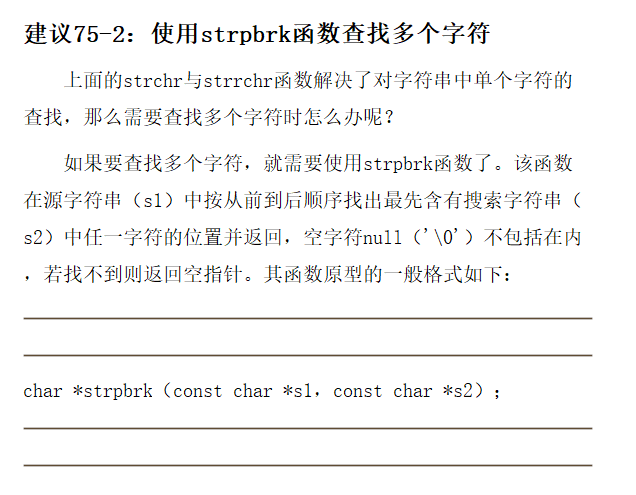 建议75-2：使用strpbrk函数查找多个字符
上面的strchr与strrchr函数解决了对字符串中单个字符的
查找，那么需要查找多个字符时怎么办呢？
如果要查找多个字符，就需要使用strpbrk函数了。该函数
在源字符串（s1）中按从前到后顺序找出最先含有搜索字符串（
s2）中任一字符的位置并返回，空字符null（'\0'）不包括在内
，若找不到则返回空指针。其函数原型的一般格式如下：
char *strpbrk（const char *s1，const char *s2）；